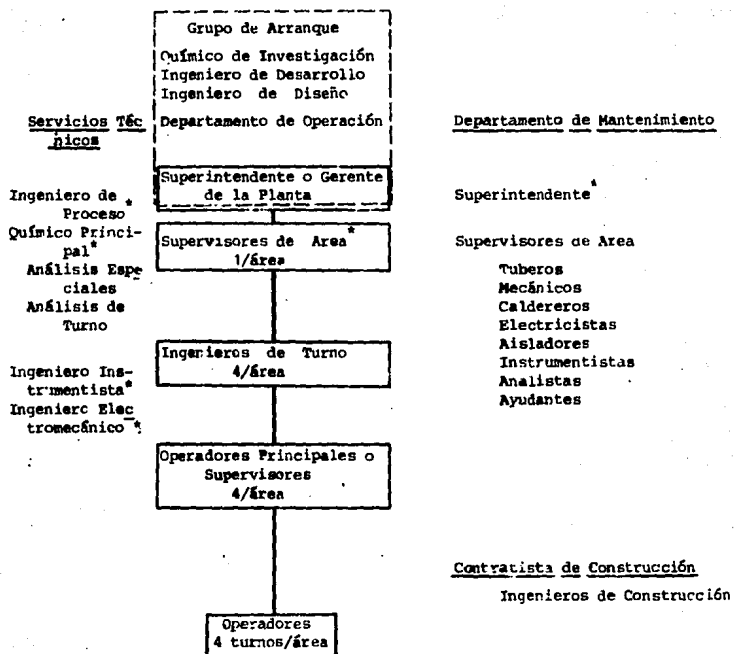 Grupo de Arranque
Químico de Investigación
Ingeniero de Desarrollo
Ingeniero de Diseño
Departamento de Operación
Superintendente o Gerente
de la Planta
Supervisores de Area*
1/área
Ingenieros de Turno
4/área
Operadores Principales o
Supervisores
4/área
Operadores
4 turnos/área
Servicios Téc
nicos
Ingeniero de
Proceso*
Químico Princi-
pal*
Análisis Espe
ciales
Análisis de
Turno
Ingeniero Ins-
trumentista*
Ingeniero Elec
tromecánico*
Departamento de Mantenimiento
Superintendente*
Supervisores de Area
Tuberos
Mecánicos
Caldereros
Electricistas
Aisladores
Instrumentistas
Analistas
Ayudantes
Contratista de Construcción
Ingenieros de Construcción